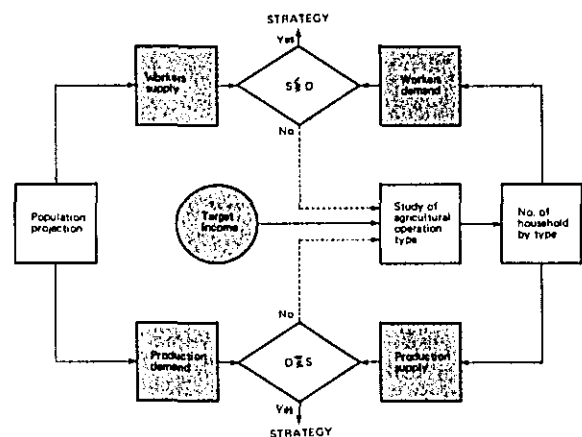 STRATEGY
Yes
Workers
supply
Workers
demand
No
Population
projection
Target
Income
Study of
agricultural
operation
type
No. of
household
by type
No
Production
demand
Production
supply
Yes
STRATEGY